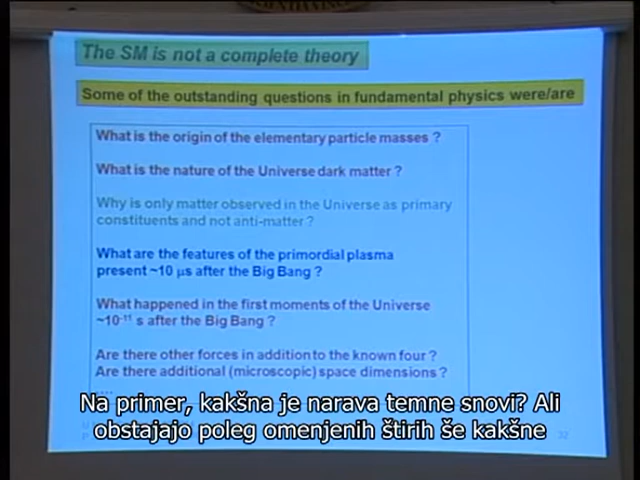 The SM is not a complete theory
Some of the outstanding questions in fundamental physics were/are
What is the origin of the elementary particle masses ?
What is the nature of the Universe dark matter ?
Why is only matter observed in the Universe as primary
constituents and not anti-matter ?
What are the features of the primordial plasma
present ~10 μs after the Big Bang ?
What happened in the first moments of the Universe
~10⁻¹¹ s after the Big Bang ?
Are there other forces in addition to the known four ?
Are there additional (microscopic) space dimensions ?
....
Na primer, kakšna je narava temne snovi? Ali
obstajajo poleg omenjenih štirih še kakšne
32